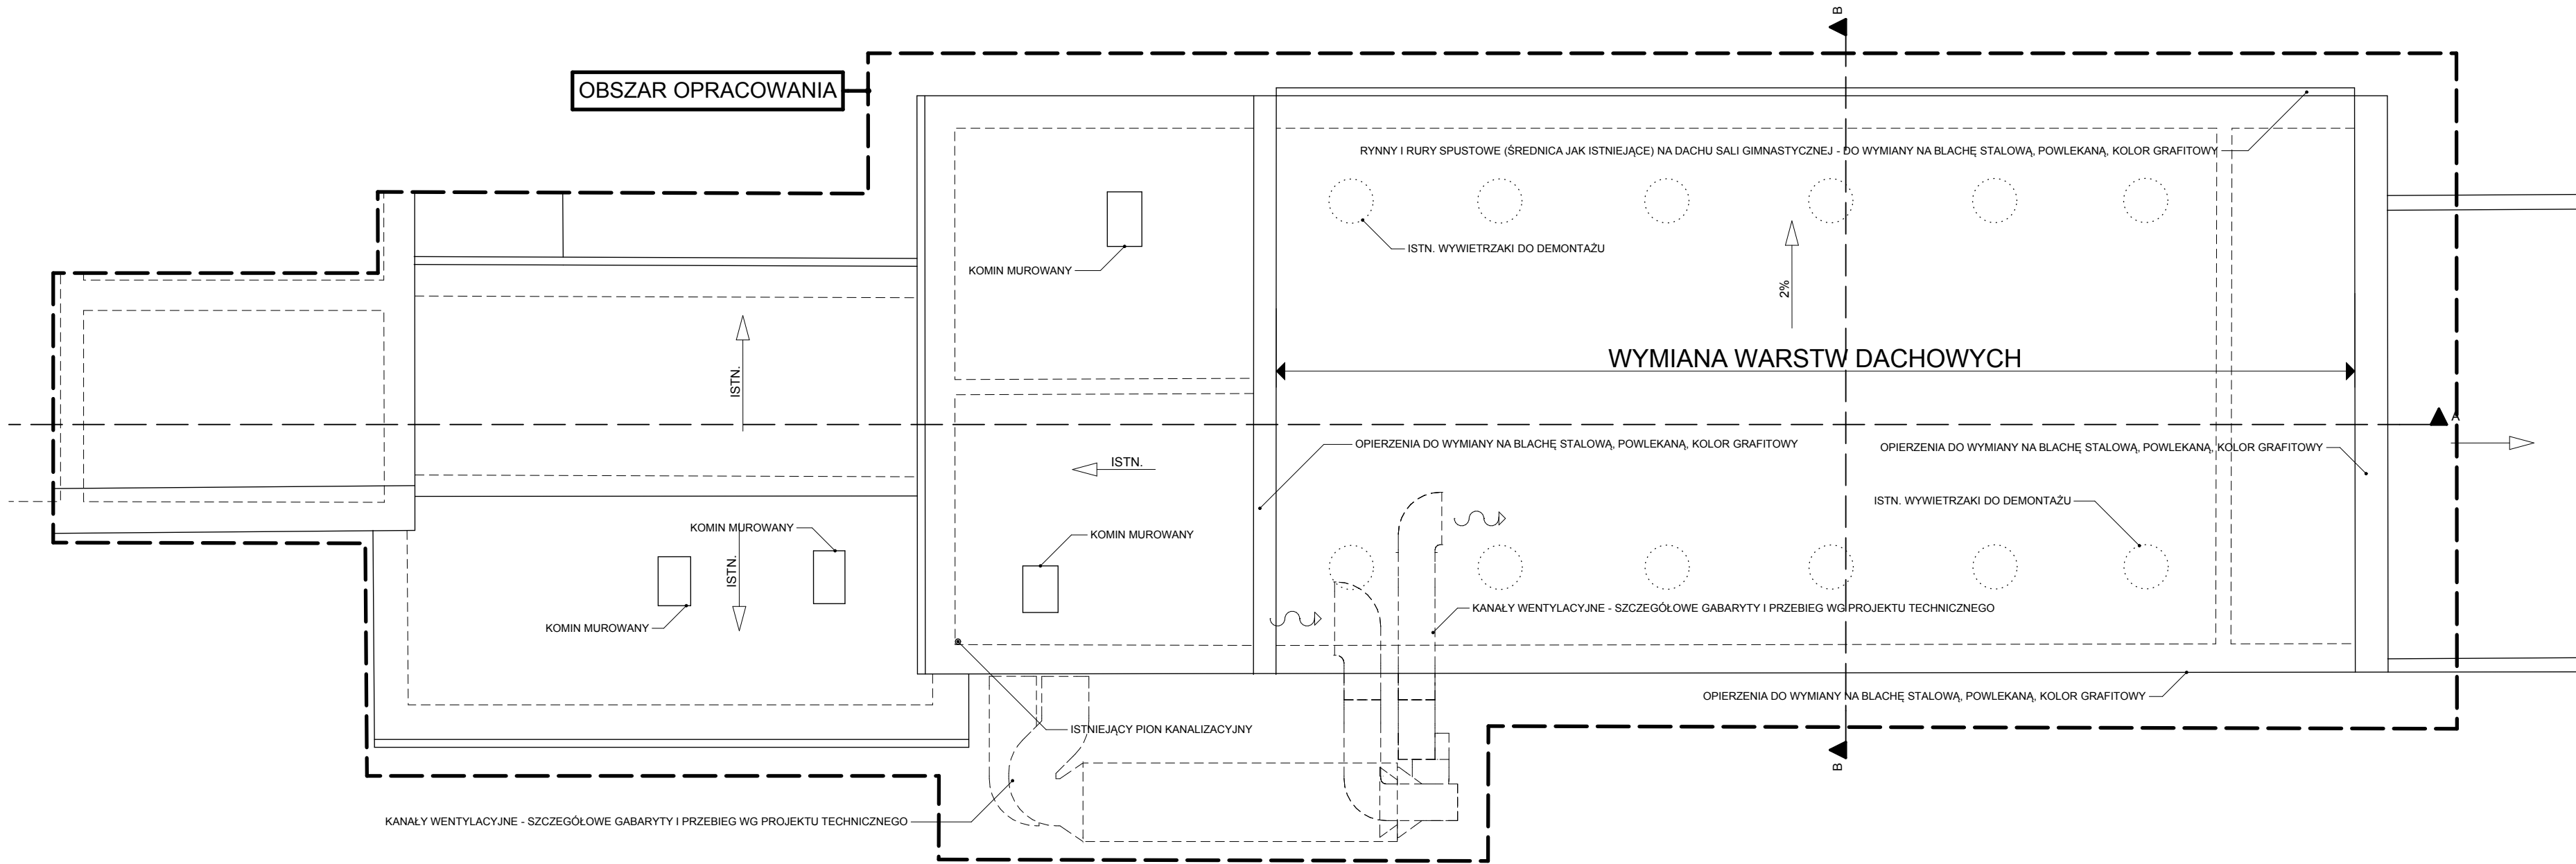 B
OBSZAR OPRACOWANIA
RYNNY I RURY SPUSTOWE (ŚREDNICA JAK ISTNIEJĄCE) NA DACHU SALI GIMNASTYCZNEJ - DO WYMIANY NA BLACHĘ STALOWĄ, POWLEKANĄ, KOLOR GRAFITOWY
ISTN. WYWIETRZAKI DO DEMONTAŻU
KOMIN MUROWANY
2%
WYMIANA WARSTW DACHOWYCH
ISTN.
A
OPIERZENIA DO WYMIANY NA BLACHĘ STALOWĄ, POWLEKANĄ, KOLOR GRAFITOWY
OPIERZENIA DO WYMIANY NA BLACHĘ STALOWĄ, POWLEKANĄ, KOLOR GRAFITOWY
ISTN.
ISTN. WYWIETRZAKI DO DEMONTAŻU
KOMIN MUROWANY
KOMIN MUROWANY
ISTN.
KANAŁY WENTYLACYJNE - SZCZEGÓŁOWE GABARYTY I PRZEBIEG WG PROJEKTU TECHNICZNEGO
KOMIN MUROWANY
OPIERZENIA DO WYMIANY NA BLACHĘ STALOWĄ, POWLEKANĄ, KOLOR GRAFITOWY
ISTNIEJĄCY PION KANALIZACYJNY
B
KANAŁY WENTYLACYJNE - SZCZEGÓŁOWE GABARYTY I PRZEBIEG WG PROJEKTU TECHNICZNEGO